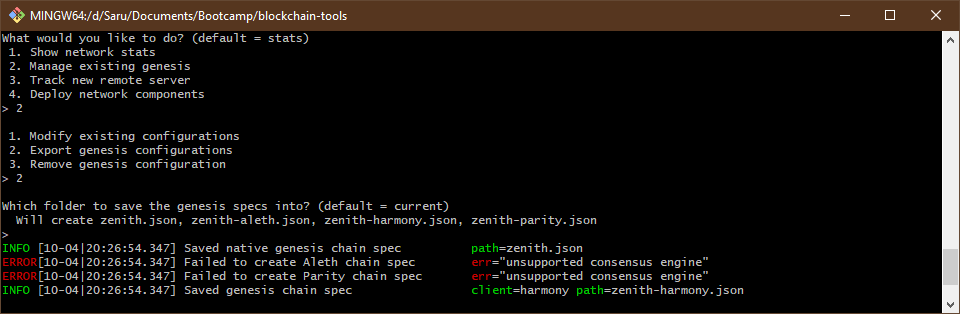 MINGW64:/d/Saru/Documents/Bootcamp/blockchain-tools
What would you like to do? (default = stats)
1. Show network stats
2. Manage existing genesis
3. Track new remote server
4. Deploy network components
> 2
1. Modify existing configurations
2. Export genesis configurations
3. Remove genesis configuration
> 2
Which folder to save the genesis specs into? (default = current)
Will create zenith.json, zenith-aleth.json, zenith-harmony.json, zenith-parity.json
>
INFO [10-04|20:26:54.347] Saved native genesis chain spec path=zenith.json
ERROR[10-04|20:26:54.347] Failed to create Aleth chain spec err="unsupported consensus engine"
ERROR[10-04|20:26:54.347] Failed to create Parity chain spec err="unsupported consensus engine"
INFO [10-04|20:26:54.347] Saved genesis chain spec client=harmony path=zenith-harmony.json